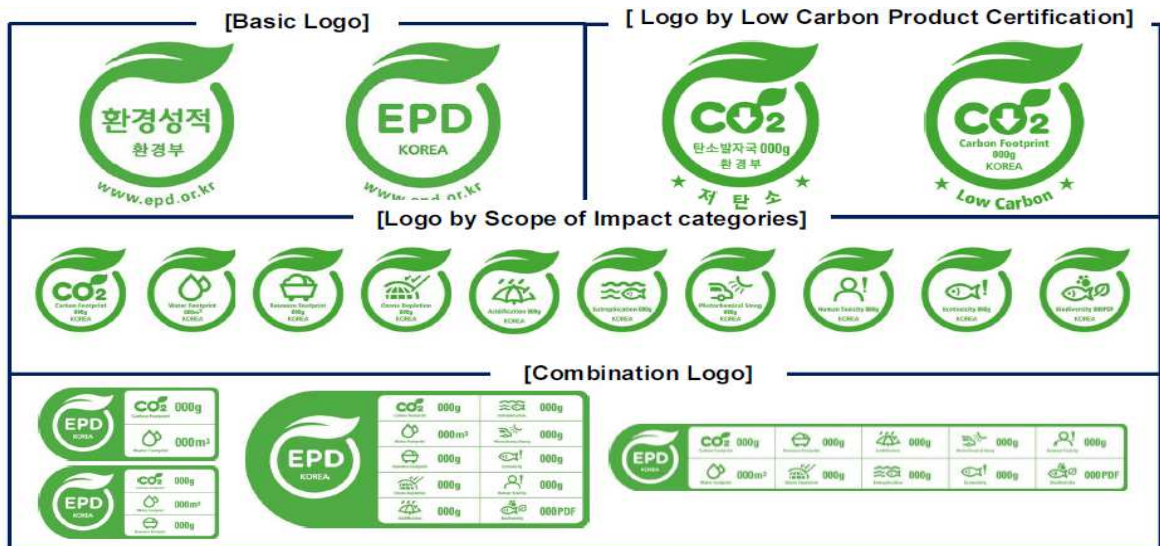 [Basic Logo]
[ Logo by Low Carbon Product Certification]
환경성적
환경부
www.epd.or.kr
EPD
KOREA
www.epd.or.kr
CO2
탄소발자국 000g
환경부
저탄소
CO2
Carbon Footprint
000g
KOREA
Low Carbon
[Logo by Scope of Impact categories]
CO2
Carbon Footprint
000g
KOREA
Water Footprint
000m³
KOREA
Resource Footprint
000g
KOREA
Ozone Depletion
000g
KOREA
Acidification 000g
KOREA
Eutrophication 000g
KOREA
Photochemical Smog
000g
KOREA
Human Toxicity 000g
KOREA
Ecotoxicity 000g
KOREA
Biodiversity 000PDF
KOREA
[Combination Logo]
EPD
KOREA
CO2 000g
Carbon Footprint
000m³
Water Footprint
EPD
KOREA
CO2 000g
000m³
000g
EPD
KOREA
CO2 000g
000g
000m³
000g
000g
000g
000g
000g
000g
000PDF
EPD
KOREA
CO2 000g
000g
000g
000g
000g
000m³
000g
000g
000g
000PDF